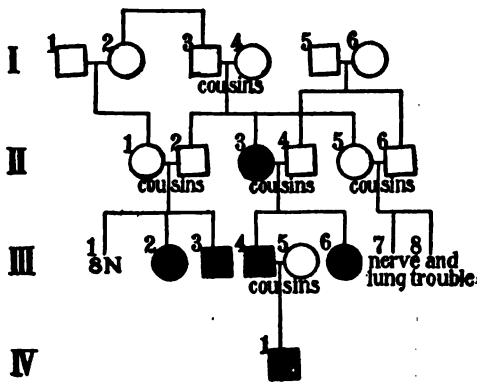 I 1 2 3 4 5 6
cousins
II 1 2 3 4 5 6
cousins cousins cousins
III 1 2 3 4 5 6 7 8
8N nerve and
cousins lung trouble
IV 1